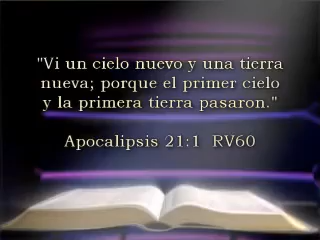 "Vi un cielo nuevo y una tierra
nueva; porque el primer cielo
y la primera tierra pasaron."
Apocalipsis 21:1 RV60